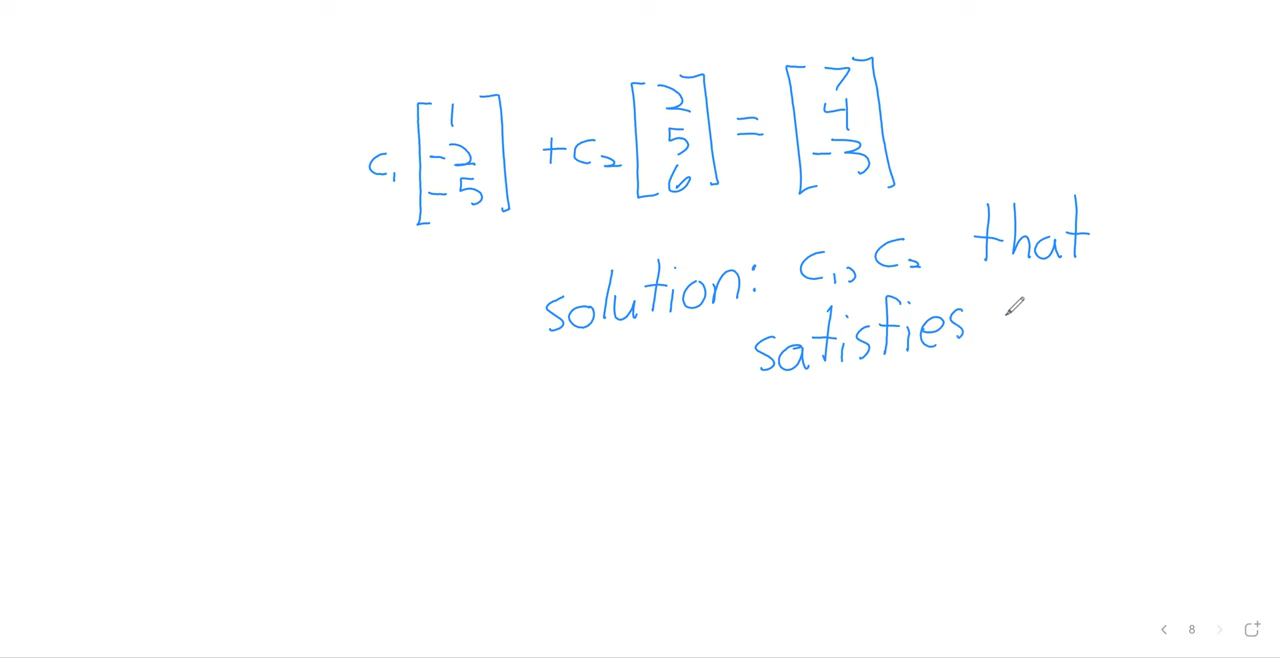 c₁ [1 -2 -5] + c₂ [2 5 6] = [7 4 -3]
solution: c₁, c₂ that
satisfies
8